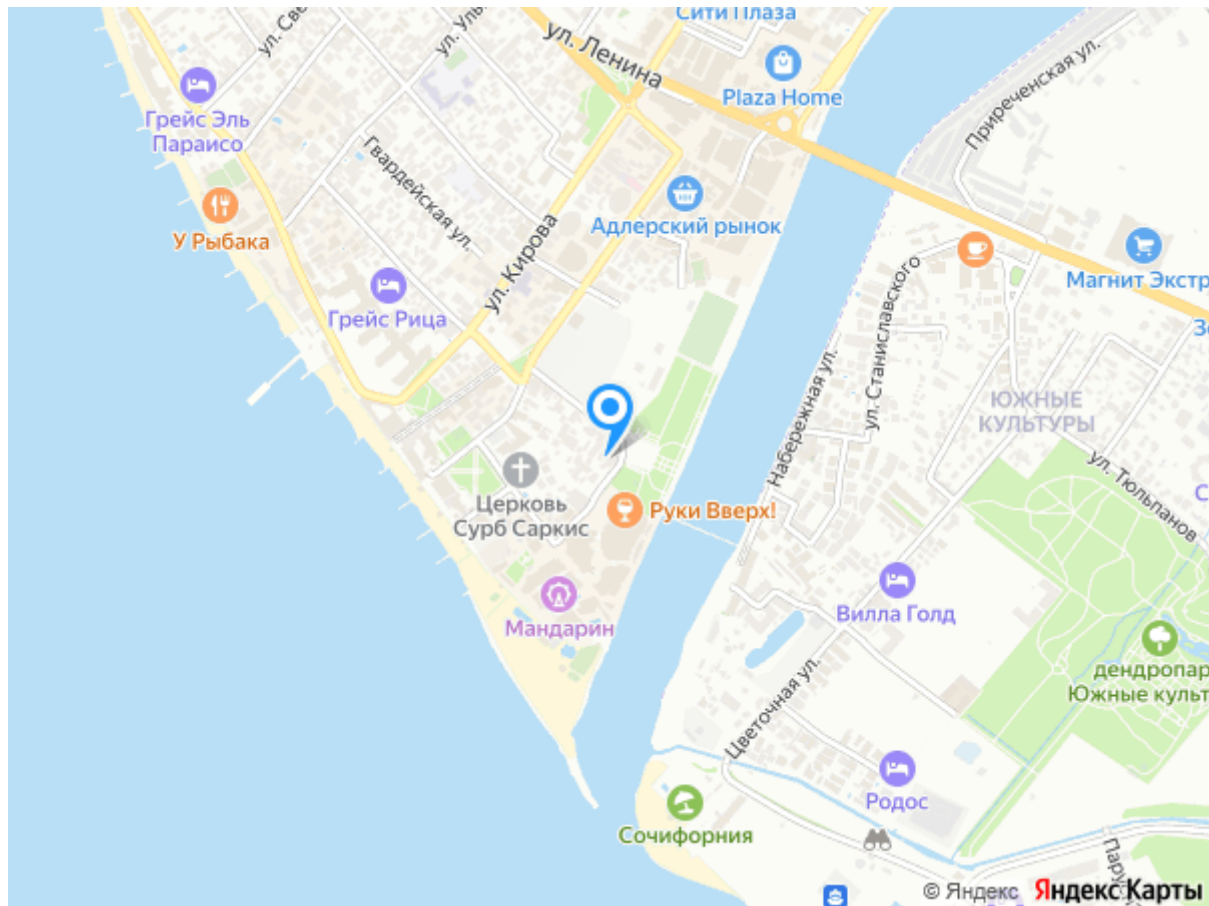 Сити Плаза
ул. Све
ул. Уль
ул. Ленина
Plaza Home
Приреченская ул.
Грейс Эль
Параисо
Гвардейская ул.
У Рыбака
Адлерский рынок
ул. Кирова
Магнит Экстр
Грейс Рица
ул. Станиславского
Набережная ул.
ЮЖНЫЕ
КУЛЬТУРЫ
ул. Тюльпанов
С
Церковь
Сурб Саркис
Руки Вверх!
Мандарин
Вилла Голд
дендропар
Южные культ
Цветочная ул.
Родос
Сочифорния
Парус
© Яндекс Яндекс Карты